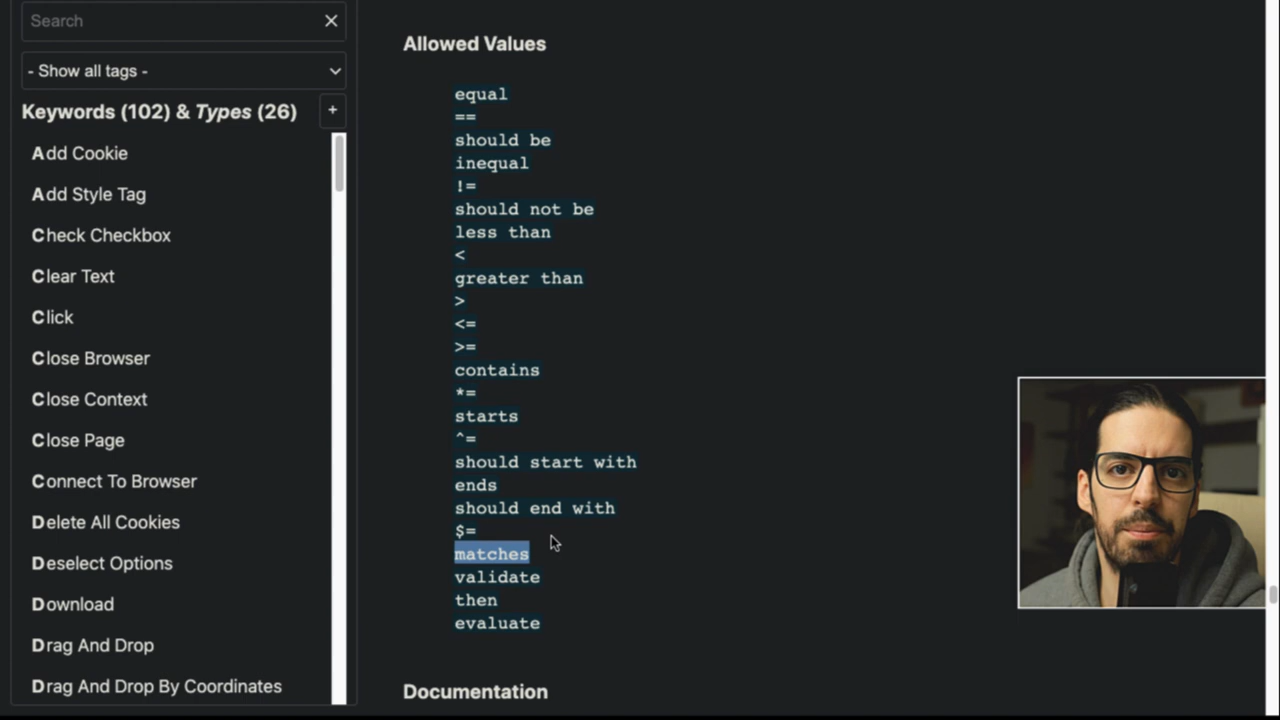 Search
- Show all tags -
Keywords (102) & Types (26)
+
Add Cookie
Add Style Tag
Check Checkbox
Clear Text
Click
Close Browser
Close Context
Close Page
Connect To Browser
Delete All Cookies
Deselect Options
Download
Drag And Drop
Drag And Drop By Coordinates
Allowed Values
equal
==
should be
inequal
!=
should not be
less than
<
greater than
>
<=
>=
contains
*=
starts
^=
should start with
ends
should end with
$=
matches
validate
then
evaluate
Documentation